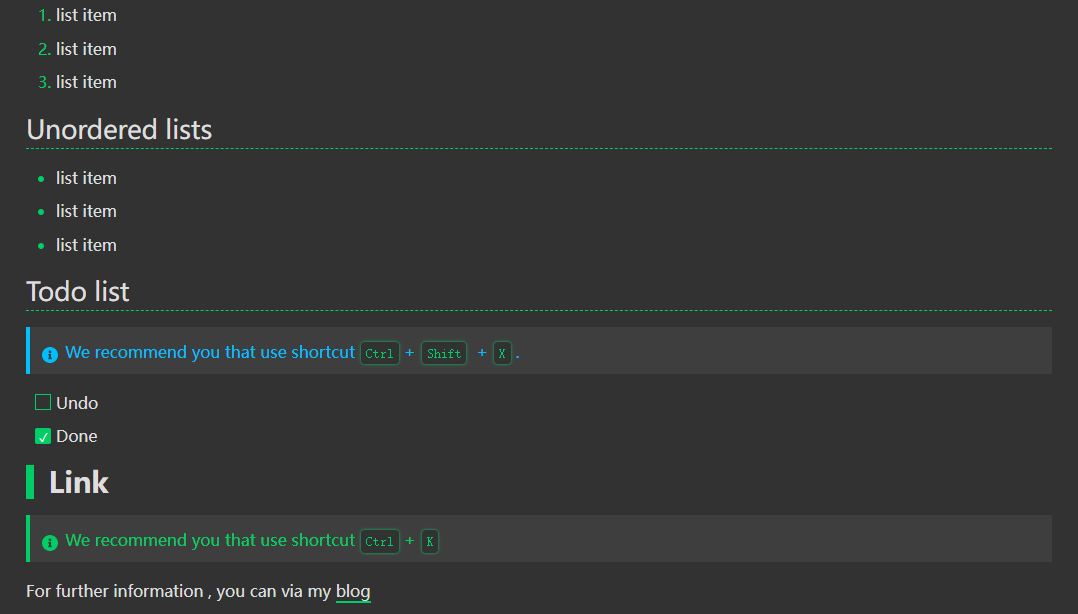 1. list item
2. list item
3. list item
Unordered lists
• list item
• list item
• list item
Todo list
We recommend you that use shortcut Ctrl + Shift + X .
Undo
Done
Link
We recommend you that use shortcut Ctrl + K
For further information , you can via my blog